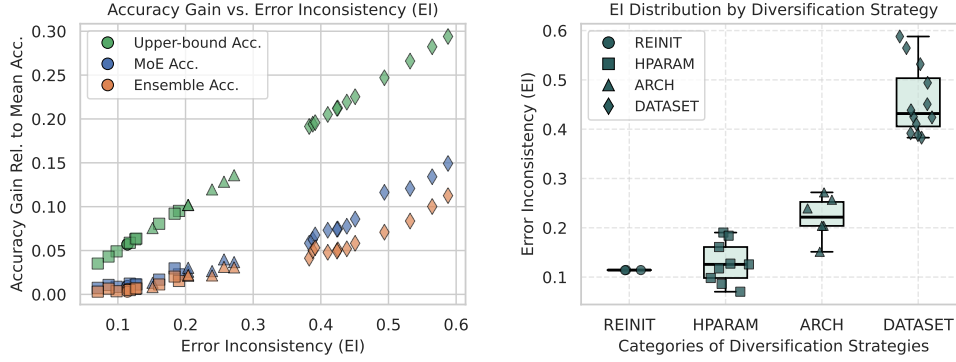 Accuracy Gain vs. Error Inconsistency (EI)
Accuracy Gain Rel. to Mean Acc.
0.30
0.25
0.20
0.15
0.10
0.05
0.00
Upper-bound Acc.
MoE Acc.
Ensemble Acc.
0.1 0.2 0.3 0.4 0.5 0.6
Error Inconsistency (EI)
EI Distribution by Diversification Strategy
Error Inconsistency (EI)
0.6
0.5
0.4
0.3
0.2
0.1
REINIT
HPARAM
ARCH
DATASET
REINIT HPARAM ARCH DATASET
Categories of Diversification Strategies